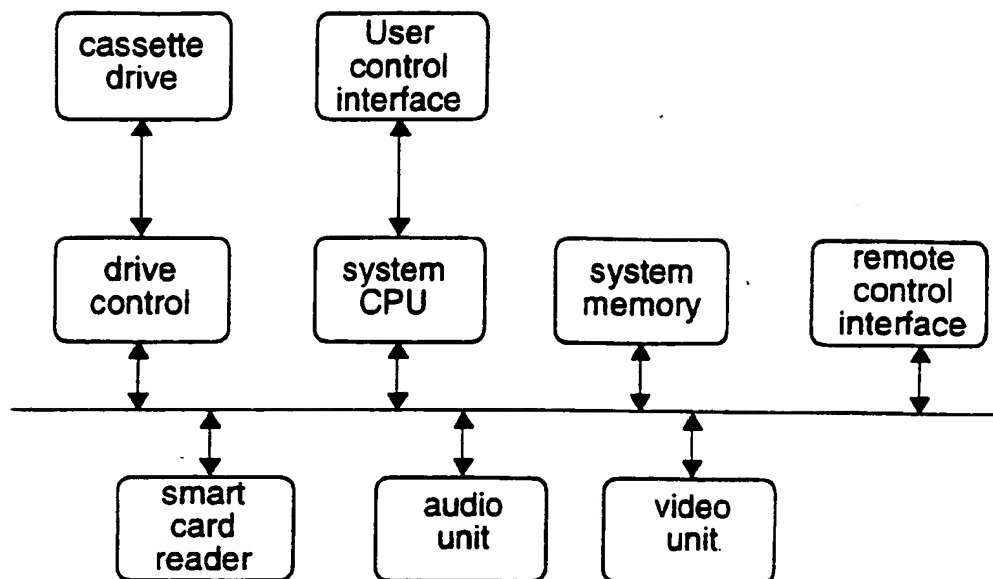 cassette
drive
User
control
interface
drive
control
system
CPU
system
memory
remote
control
interface
smart
card
reader
audio
unit
video
unit